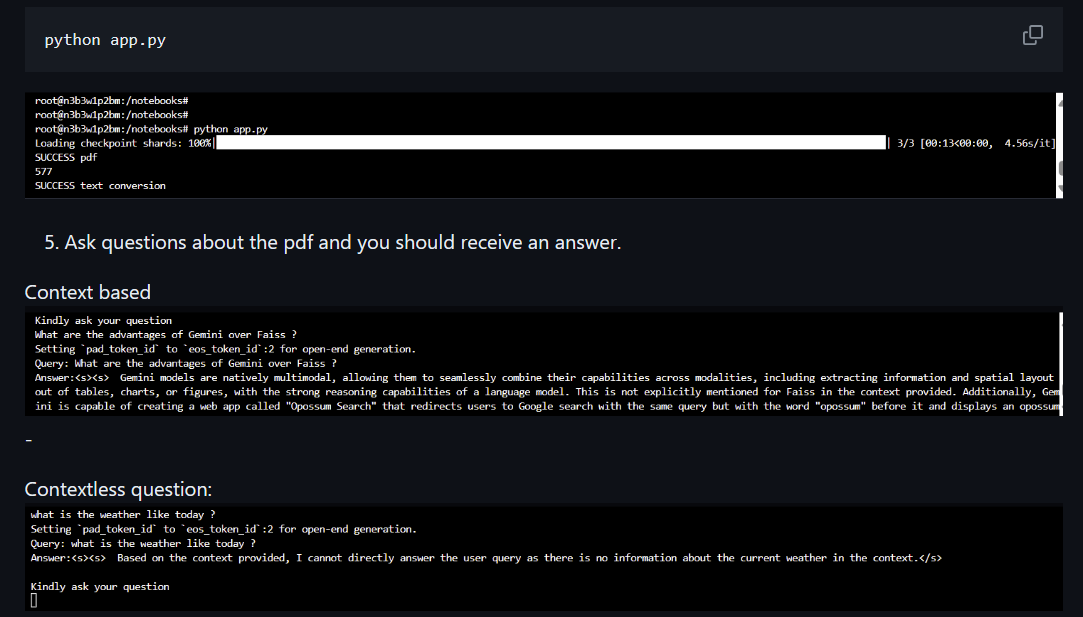 python app.py
root@n3b3w1p2bm:/notebooks#
root@n3b3w1p2bm:/notebooks#
root@n3b3w1p2bm:/notebooks# python app.py
Loading checkpoint shards: 100%| | 3/3 [00:13<00:00, 4.56s/it]
SUCCESS pdf
577
SUCCESS text conversion
5. Ask questions about the pdf and you should receive an answer.
Context based
Kindly ask your question
What are the advantages of Gemini over Faiss ?
Setting `pad_token_id` to `eos_token_id`:2 for open-end generation.
Query: What are the advantages of Gemini over Faiss ?
Answer:<s><s> Gemini models are natively multimodal, allowing them to seamlessly combine their capabilities across modalities, including extracting information and spatial layout
out of tables, charts, or figures, with the strong reasoning capabilities of a language model. This is not explicitly mentioned for Faiss in the context provided. Additionally, Gem
ini is capable of creating a web app called "Opossum Search" that redirects users to Google search with the same query but with the word "opossum" before it and displays an opossum
-
Contextless question:
what is the weather like today ?
Setting `pad_token_id` to `eos_token_id`:2 for open-end generation.
Query: what is the weather like today ?
Answer:<s><s> Based on the context provided, I cannot directly answer the user query as there is no information about the current weather in the context.</s>
Kindly ask your question